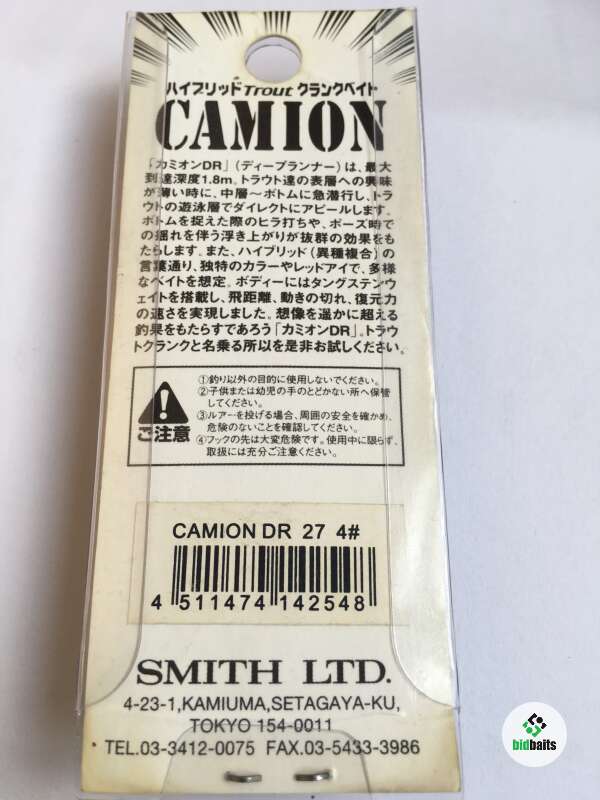 ハイブリッドTroutクランクベイト
CAMION
「カミオンDR」(ディープランナー)は、最大
到達深度1.8m。トラウト達の表層への興味
が薄い時に、中層〜ボトムに急潜行し、トラ
ウトの遊泳層でダイレクトにアピールします。
ボトムを捉えた際のヒラ打ちや、ポーズ時で
の揺れを伴う浮き上がりが抜群の効果をも
たらします。また、ハイブリッド(異種複合)の
言葉通り、独特のカラーやレッドアイで、多様
なベイトを想定。ボディーにはタングステンウ
ェイトを搭載し、飛距離、動きの切れ、復元力
の速さを実現しました。想像を遥かに超える
釣果をもたらすであろう「カミオンDR」。トラウ
トクランクと名乗る所以を是非お試しください。
ご注意
①釣り以外の目的に使用しないでください。
②子供または幼児の手のとどかない所へ保管
してください。
③ルアーを投げる場合、周囲の安全を確かめ、
危険のないことを確認してください。
④フックの先は大変危険です。使用中に限らず、
取扱には充分ご注意ください。
CAMION DR 27 4#
4 511474 142548
SMITH LTD.
4-23-1,KAMIUMA,SETAGAYA-KU,
TOKYO 154-0011
TEL.03-3412-0075 FAX.03-5433-3986
bidbaits